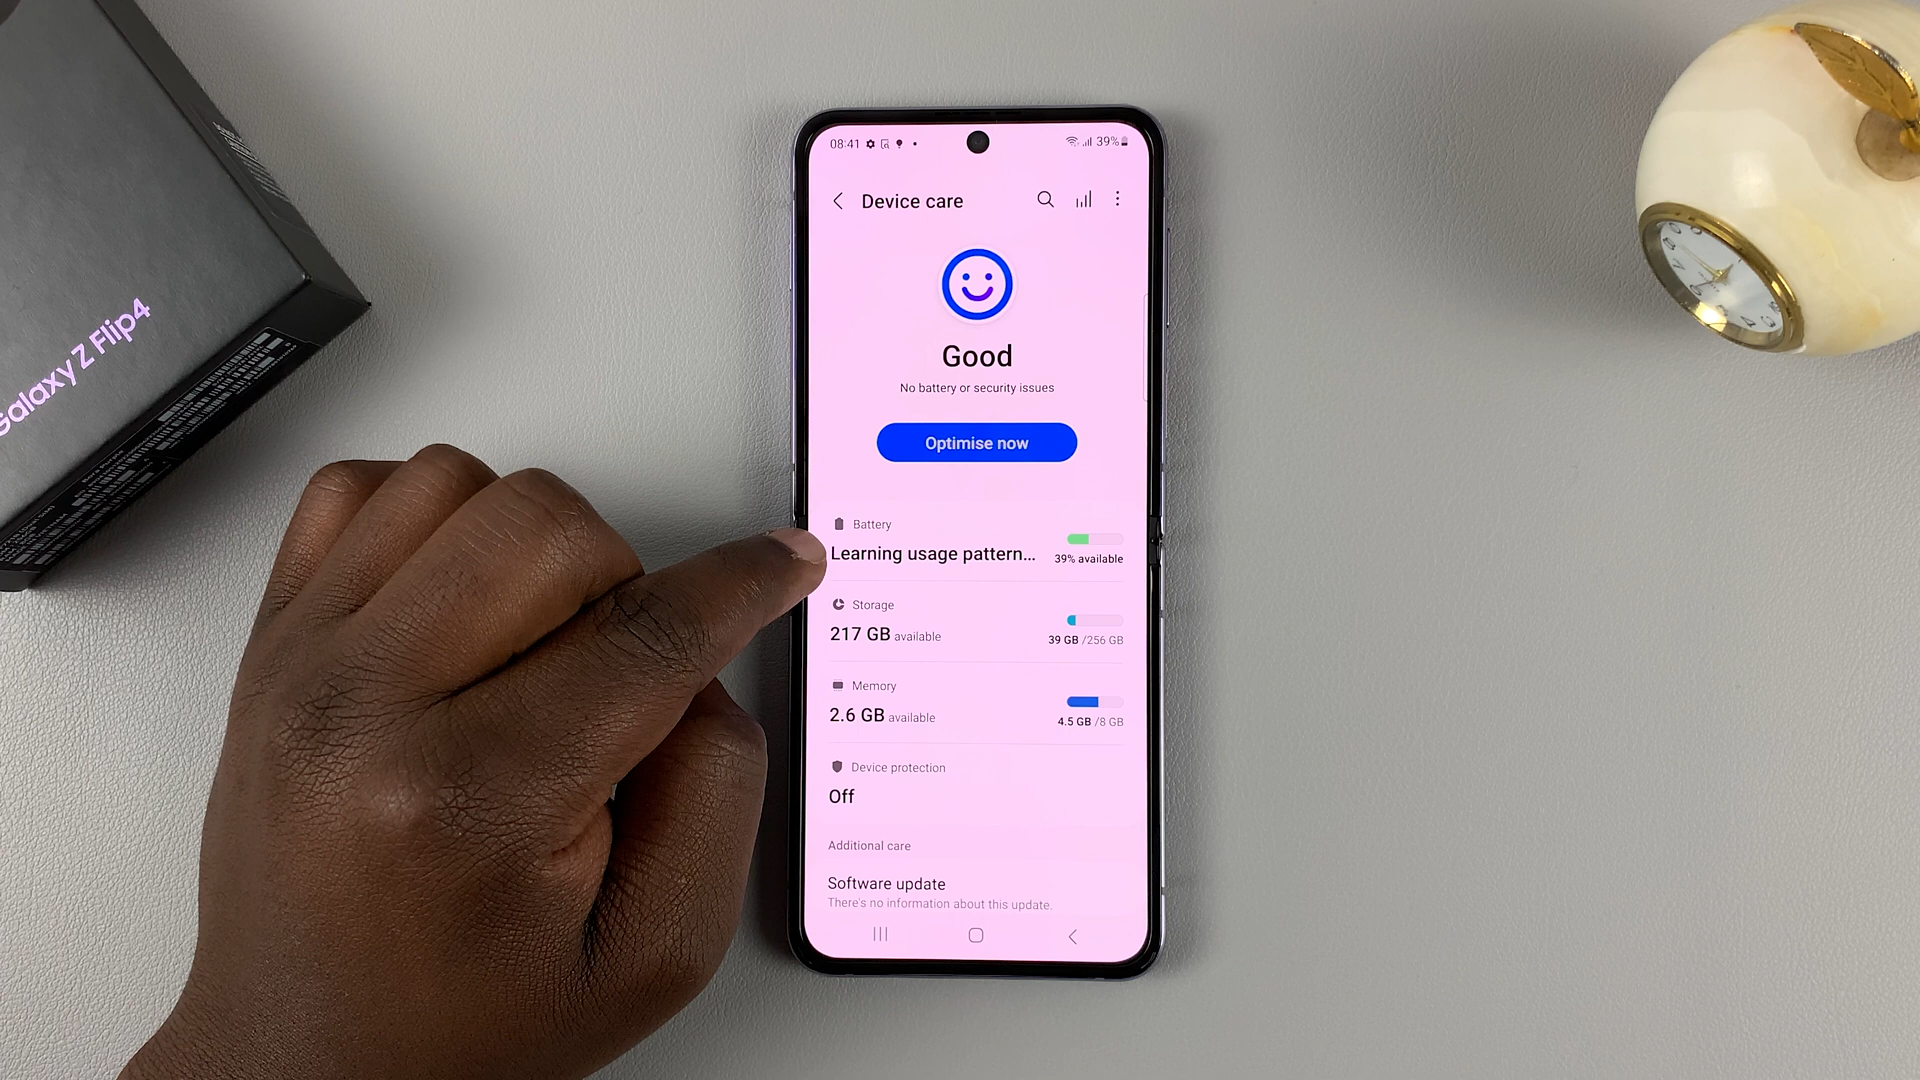 Galaxy Z Flip4
08:41
39%
Device care
Good
No battery or security issues
Optimise now
Battery
Learning usage pattern...
39% available
Storage
217 GB available
39 GB /256 GB
Memory
2.6 GB available
4.5 GB /8 GB
Device protection
Off
Additional care
Software update
There's no information about this update.